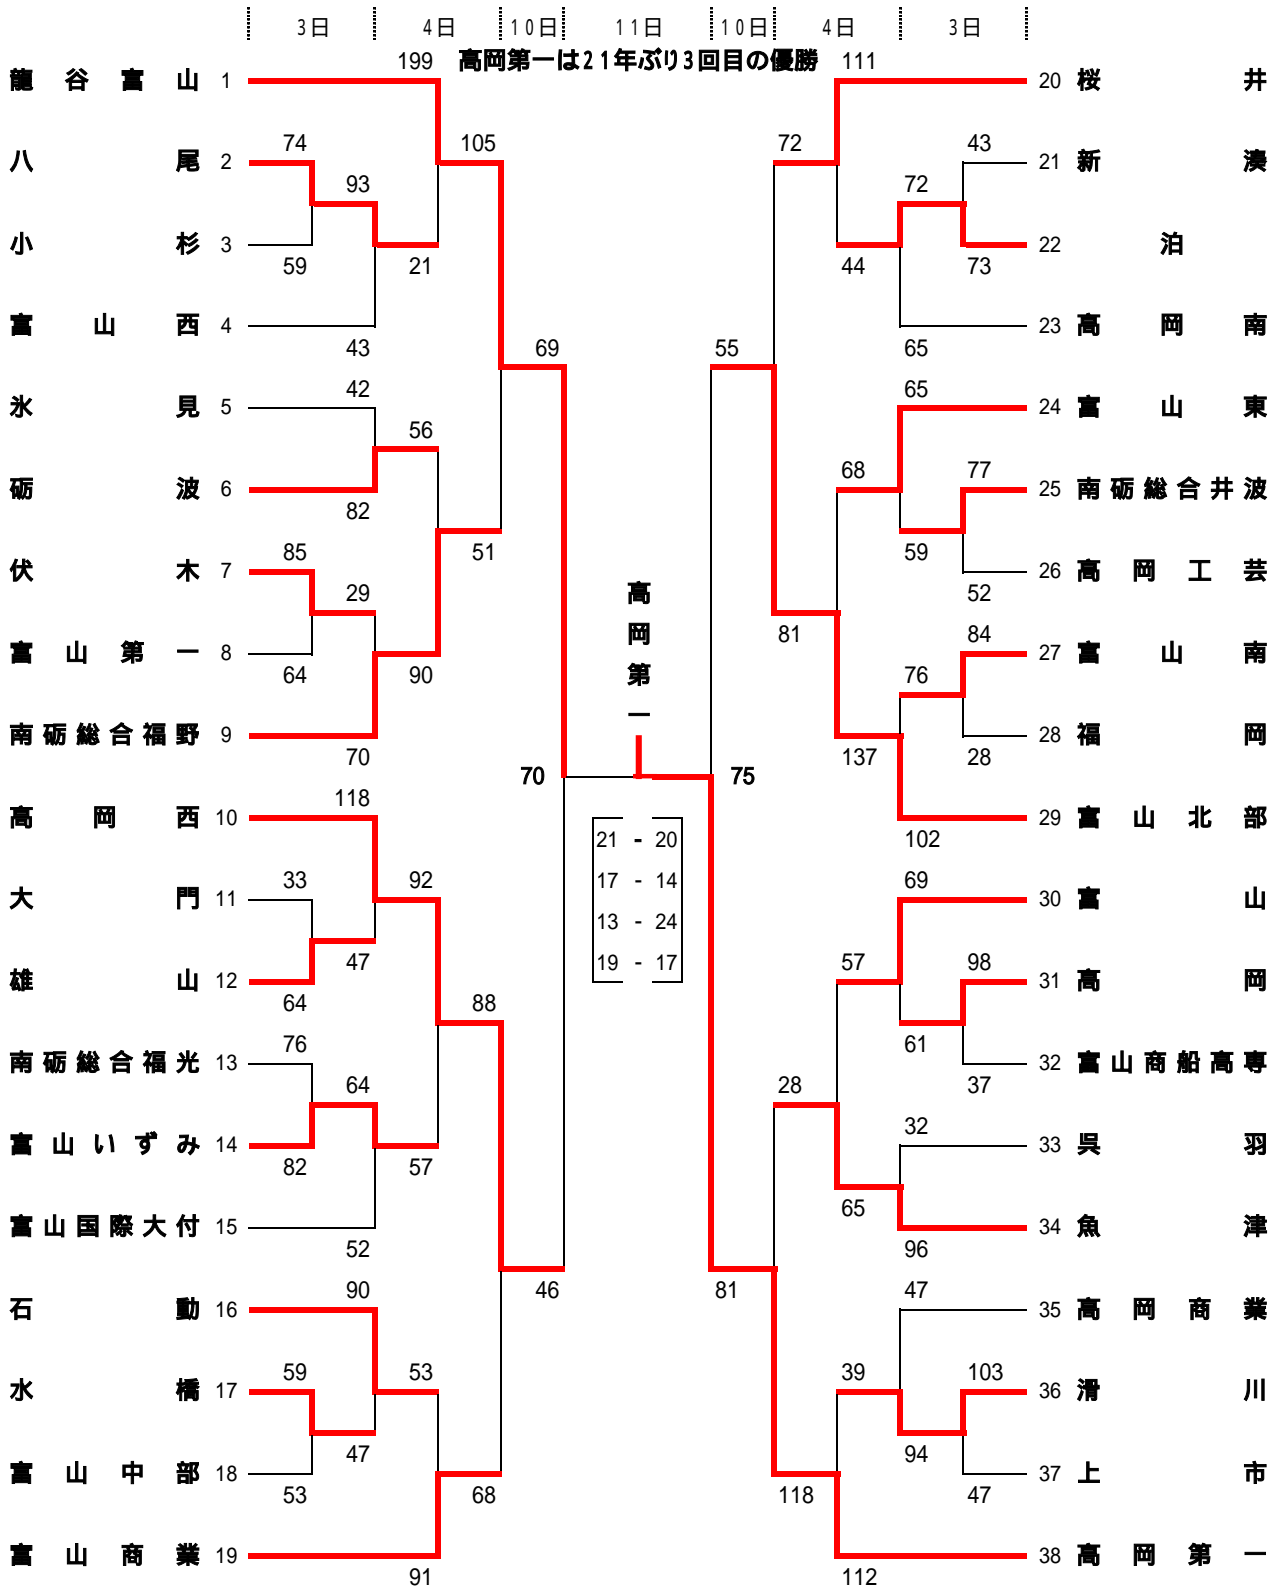 3日 4日 10日 11日 10日 4日 3日
高岡第一は21年ぶり3回目の優勝
199 111
龍谷富山 1 20 桜井
74 105 72 43
八尾 2 21 新湊
93 72
小杉 3 22 泊
59 21 44 73
富山西 4 23 高岡南
43 69 55 65
42 65
氷見 5 24 富山東
56 68 77
砺波 6 25 南砺総合井波
82
85 51 59
伏木 7 26 高岡工芸
29 52
高岡第一
81 84
富山第一 8 27 富山南
64 90 76
南砺総合福野 9 28 福岡
70 137 28
70 75
118
高岡西 10 29 富山北部
21 - 20
102
17 - 14
33 92 69
大門 11 30 富山
13 - 24
47 57 98
19 - 17
雄山 12 31 高岡
64 88
76 61
南砺総合福光 13 32 富山商船高専
64 28 37
32
富山いずみ 14 33 呉羽
82 57
65
富山国際大付 15 34 魚津
52 96
90 46 81 47
石動 16 35 高岡商業
59 53 39 103
水橋 17 36 滑川
47 94
富山中部 18 37 上市
53 68 118 47
富山商業 19 38 高岡第一
91 112